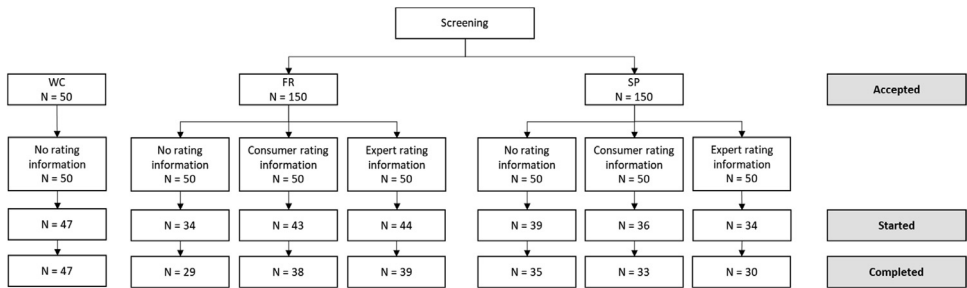 Screening
WC
N = 50
FR
N = 150
SP
N = 150
Accepted
No rating
information
N = 50
No rating
information
N = 50
Consumer rating
information
N = 50
Expert rating
information
N = 50
No rating
information
N = 50
Consumer rating
information
N = 50
Expert rating
information
N = 50
N = 47
N = 34
N = 43
N = 44
N = 39
N = 36
N = 34
Started
N = 47
N = 29
N = 38
N = 39
N = 35
N = 33
N = 30
Completed